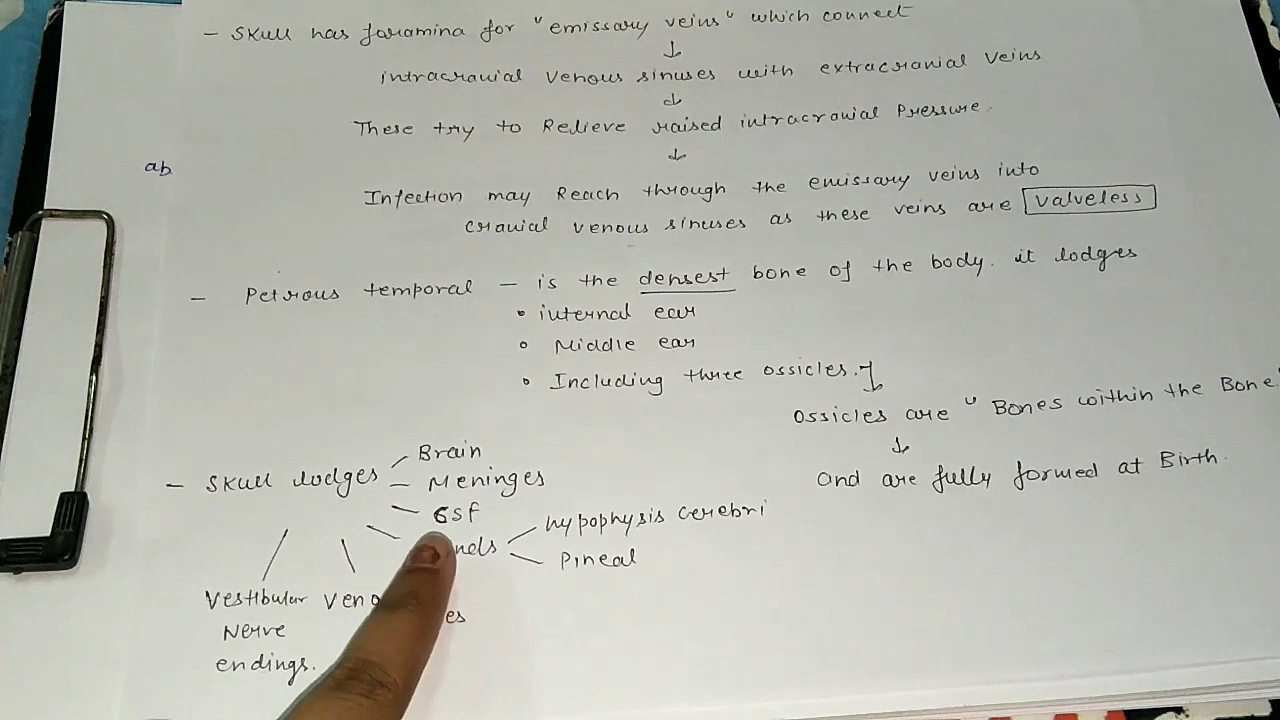 - Skull has foramina for "emissary veins" which connect
↓
intracranial venous sinuses with extracranial veins
↓
These try to Relieve raised intracranial Pressure.
↓
ab
Infection may Reach through the emissary veins into
cranial venous sinuses as these veins are valveless
- Petrous temporal - is the densest bone of the body. it lodges
• internal ear
• Middle ear
• Including three ossicles.
↓
ossicles are "Bones within the Bone"
↓
and are fully formed at Birth.
- Skull lodges
Brain
- Meninges
CSF
hypophysis cerebri
Pineal
Vestibular
Nerve
endings.